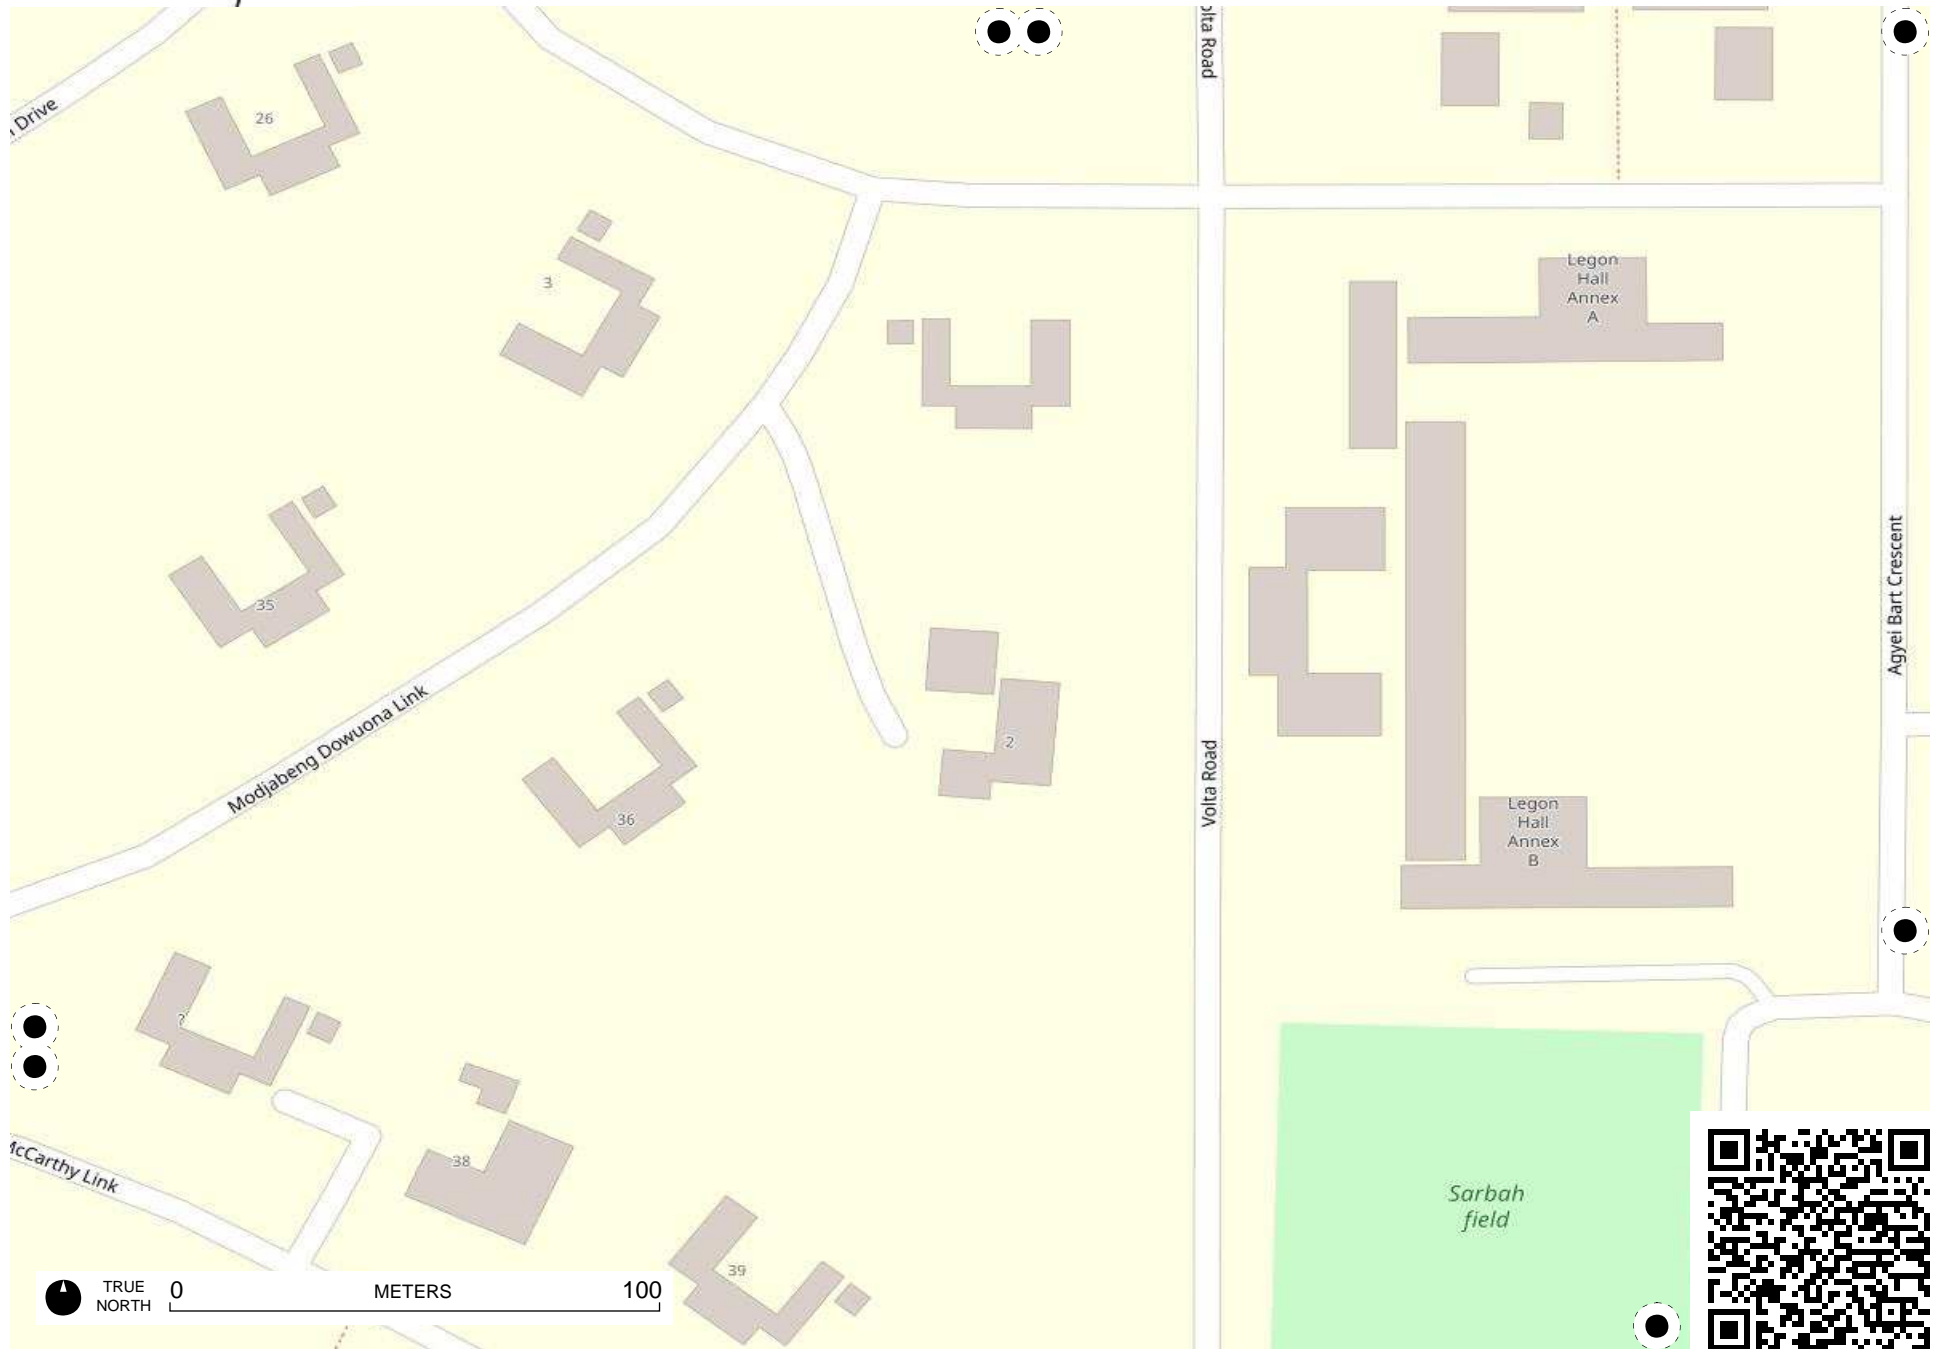 Volta Road
Drive
26
3
Legon
Hall
Annex
A
35
Agyei Bart Crescent
Modjabeng Dowuona Link
2
Volta Road
36
Legon
Hall
Annex
B
38
McCarthy Link
Sarbah
field
39
TRUE
NORTH
0 METERS 100